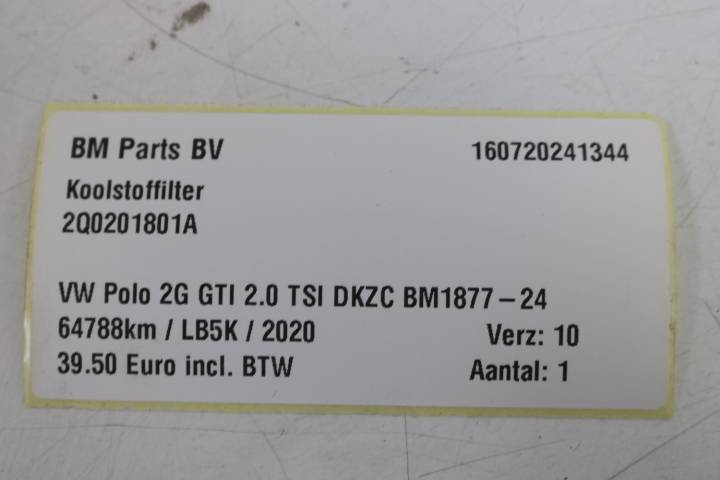 BM Parts BV 160720241344
Koolstoffilter
2Q0201801A
VW Polo 2G GTI 2.0 TSI DKZC BM1877-24
64788km / LB5K / 2020 Verz: 10
39.50 Euro incl. BTW Aantal: 1